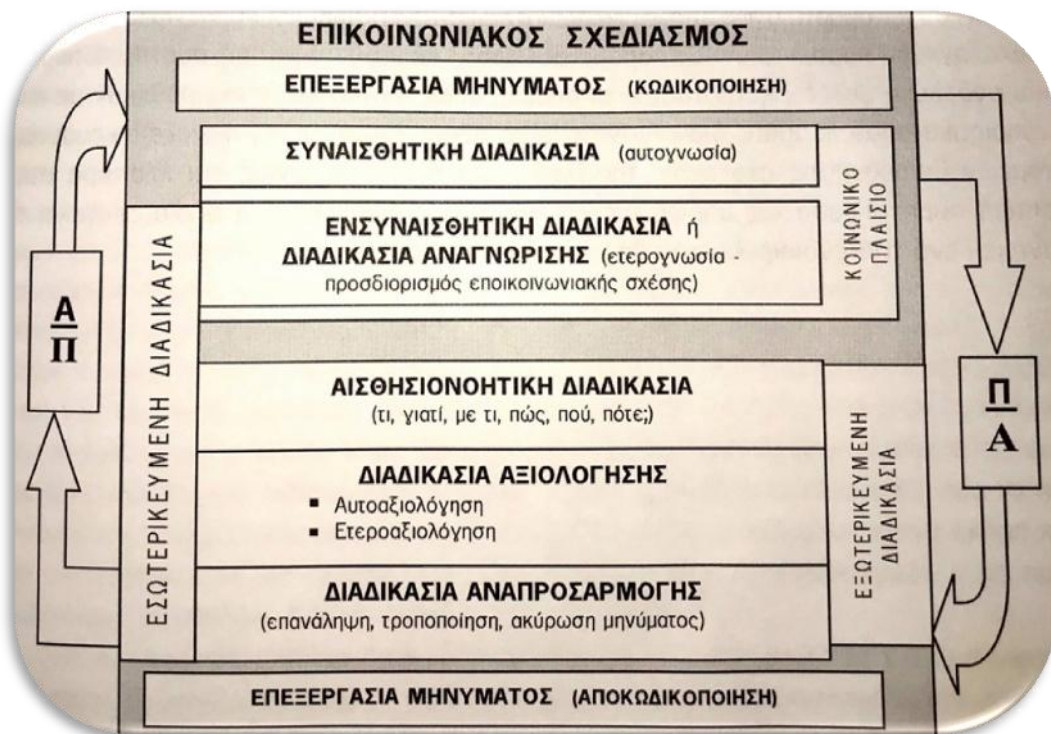 ΕΠΙΚΟΙΝΩΝΙΑΚΟΣ ΣΧΕΔΙΑΣΜΟΣ
ΕΠΕΞΕΡΓΑΣΙΑ ΜΗΝΥΜΑΤΟΣ (ΚΩΔΙΚΟΠΟΙΗΣΗ)
ΣΥΝΑΙΣΘΗΤΙΚΗ ΔΙΑΔΙΚΑΣΙΑ (αυτογνωσία)
ΕΝΣΥΝΑΙΣΘΗΤΙΚΗ ΔΙΑΔΙΚΑΣΙΑ ή
ΔΙΑΔΙΚΑΣΙΑ ΑΝΑΓΝΩΡΙΣΗΣ (ετερογνωσία -
προσδιορισμός εποικοινωνιακής σχέσης)
ΚΟΙΝΩΝΙΚΟ
ΠΛΑΙΣΙΟ
Α
Π
ΕΣΩΤΕΡΙΚΕΥΜΕΝΗ ΔΙΑΔΙΚΑΣΙΑ
ΑΙΣΘΗΣΙΟΝΟΗΤΙΚΗ ΔΙΑΔΙΚΑΣΙΑ
(τι, γιατί, με τι, πώς, πού, πότε;)
ΔΙΑΔΙΚΑΣΙΑ ΑΞΙΟΛΟΓΗΣΗΣ
▪ Αυτοαξιολόγηση
▪ Ετεροαξιολόγηση
ΔΙΑΔΙΚΑΣΙΑ ΑΝΑΠΡΟΣΑΡΜΟΓΗΣ
(επανάληψη, τροποποίηση, ακύρωση μηνύματος)
ΕΞΩΤΕΡΙΚΕΥΜΕΝΗ
ΔΙΑΔΙΚΑΣΙΑ
Π
Α
ΕΠΕΞΕΡΓΑΣΙΑ ΜΗΝΥΜΑΤΟΣ (ΑΠΟΚΩΔΙΚΟΠΟΙΗΣΗ)